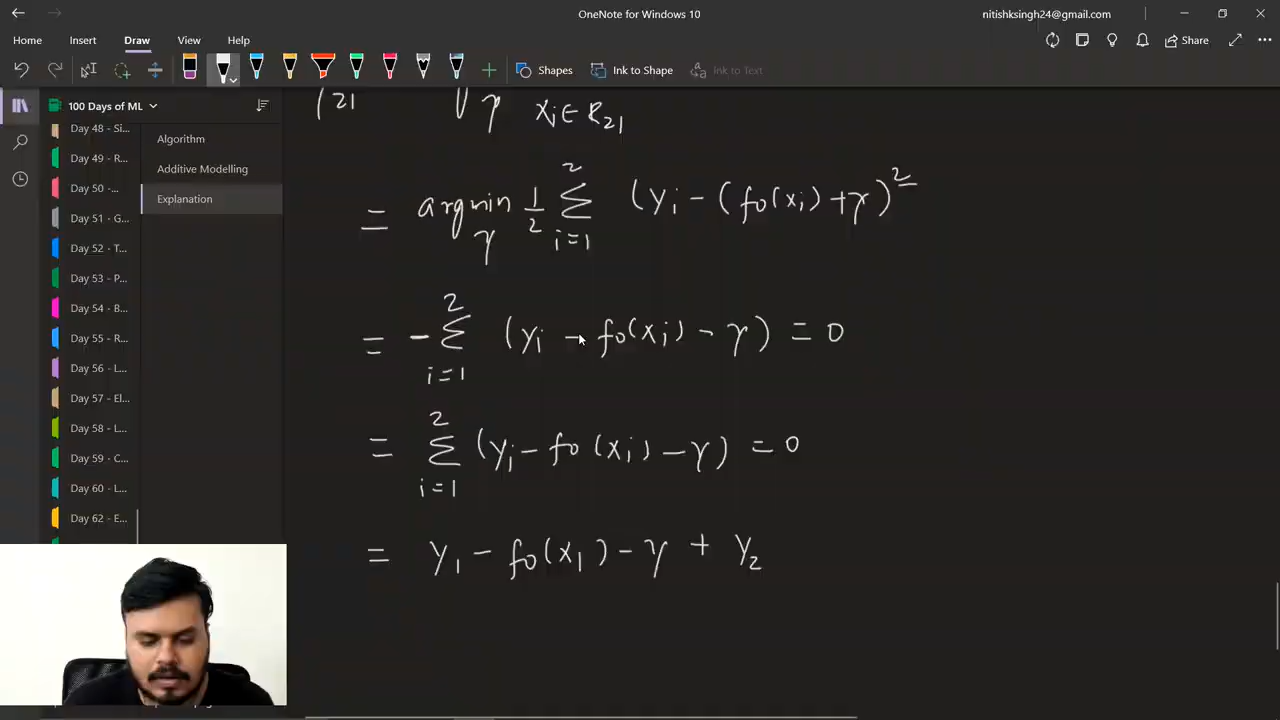 OneNote for Windows 10
nitishksingh24@gmail.com
Home Insert Draw View Help
Share
Shapes Ink to Shape Ink to Text
100 Days of ML
Day 48 - Si...
Day 49 - R...
Day 50 -...
Day 51 - G...
Day 52 - T...
Day 53 - P...
Day 54 - B...
Day 55 - R...
Day 56 - L...
Day 57 - El...
Day 58 - L...
Day 59 - C...
Day 60 - L...
Day 62 - E...
Algorithm
Additive Modelling
Explanation
21 γ xi ∈ R21
= argmin γ 1/2 Σ i=1 2 (yi - (f0(xi) + γ)²
= - Σ i=1 2 (yi - f0(xi) - γ) = 0
= Σ i=1 2 (yi - f0(xi) - γ) = 0
= y1 - f0(x1) - γ + y2